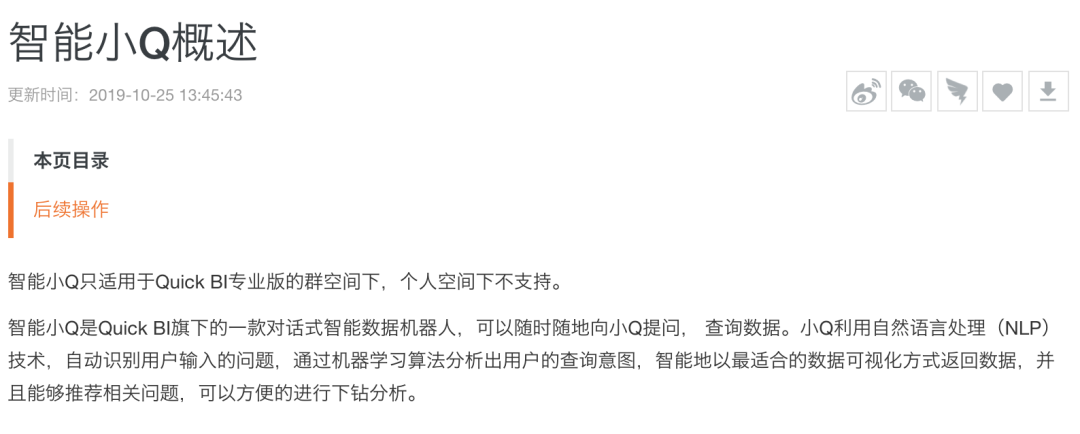 智能小Q概述
更新时间：2019-10-25 13:45:43
本页目录
后续操作
智能小Q只适用于Quick BI专业版的群空间下，个人空间下不支持。
智能小Q是Quick BI旗下的一款对话式智能数据机器人，可以随时随地向小Q提问， 查询数据。小Q利用自然语言处理（NLP）
技术，自动识别用户输入的问题，通过机器学习算法分析出用户的查询意图，智能地以最适合的数据可视化方式返回数据，并
且能够推荐相关问题，可以方便的进行下钻分析。